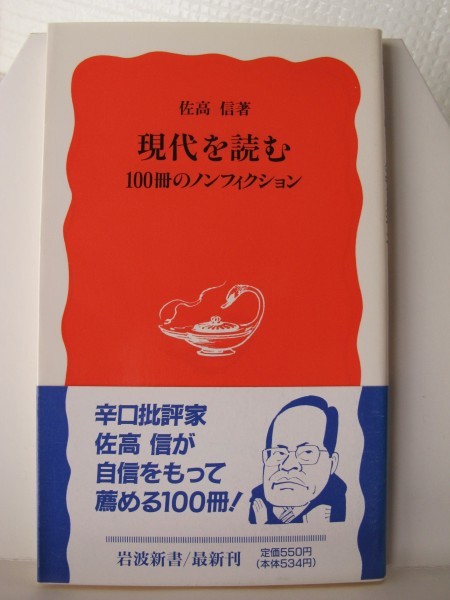 佐高 信著
現代を読む
100冊のノンフィクション
辛口批評家
佐高 信が
自信をもって
薦める100冊!
岩波新書/最新刊
定価550円
(本体534円)